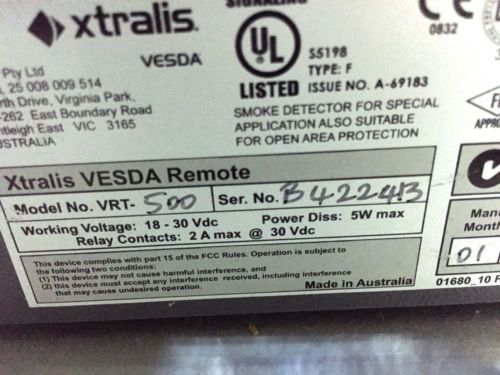 xtralis
VESDA
Pty Ltd
25 008 009 514
Drive, Virginia Park,
-262 East Boundary Road
East VIC 3165
UL
LISTED
S5198
TYPE: F
ISSUE NO. A-69183
SMOKE DETECTOR FOR SPECIAL
APPLICATION ALSO SUITABLE
FOR OPEN AREA PROTECTION
CE
0832
Xtralis VESDA Remote
Model No. VRT- 500 Ser. No. B42241B
Working Voltage: 18 - 30 Vdc Power Diss: 5W max
Relay Contacts: 2 A max @ 30 Vdc
This device complies with part 15 of the FCC Rules. Operation is subject to
the following two conditions:
(1) This device may not cause harmful interference, and
(2) this device must accept any interference received, including interference
that may cause undesired operation.
Made in Australia
Month
01
01680_10